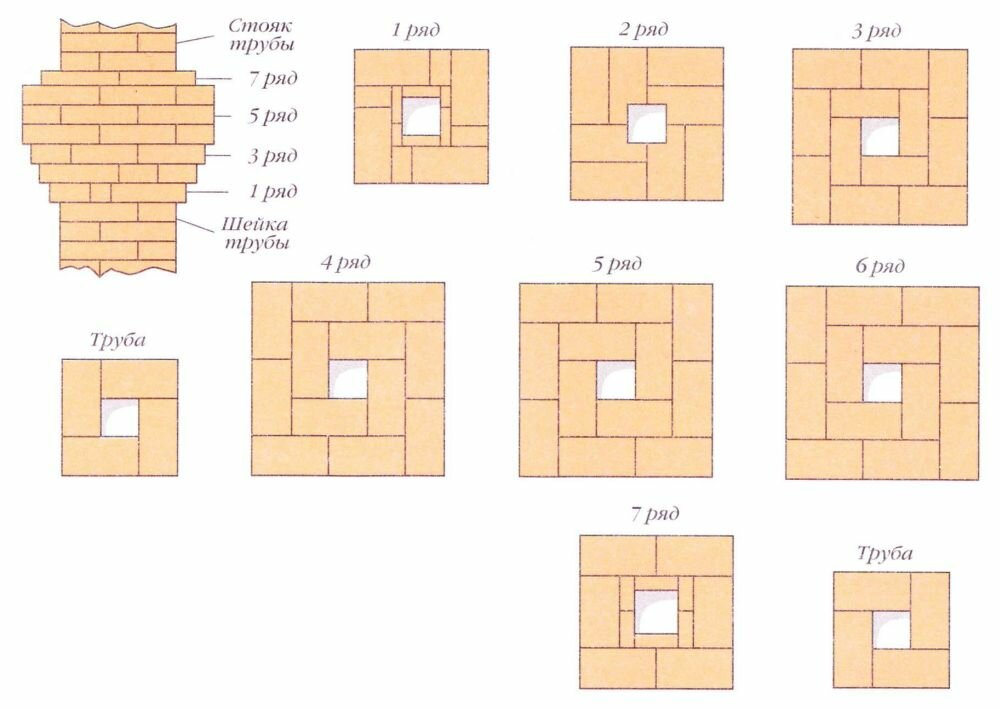 Стояк
трубы
7 ряд
5 ряд
3 ряд
1 ряд
Шейка
трубы
1 ряд
2 ряд
3 ряд
4 ряд
5 ряд
6 ряд
Труба
7 ряд
Труба